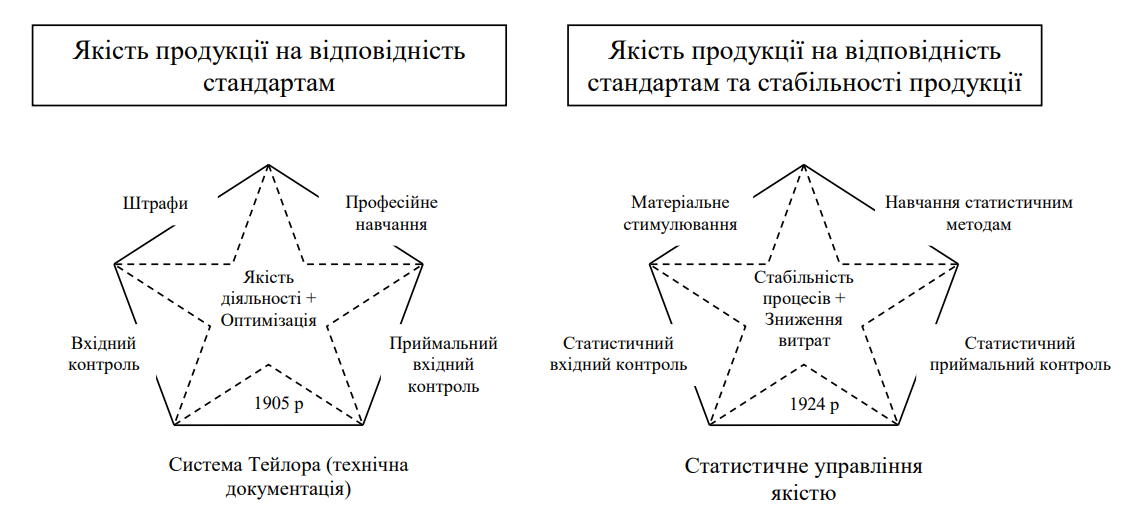 Якість продукції на відповідність
стандартам
Штрафи
Професійне
навчання
Якість
діяльності +
Оптимізація
Вхідний
контроль
Приймальний
вхідний
контроль
1905 р
Система Тейлора (технічна
документація)
Якість продукції на відповідність
стандартам та стабільності продукції
Матеріальне
стимулювання
Навчання статистичним
методам
Стабільність
процесів +
Зниження
витрат
Статистичний
вхідний контроль
Статистичний
приймальний контроль
1924 р
Статистичне управління
якістю